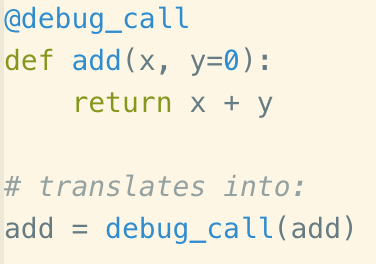 @debug_call
def add(x, y=0):
    return x + y

# translates into:
add = debug_call(add)